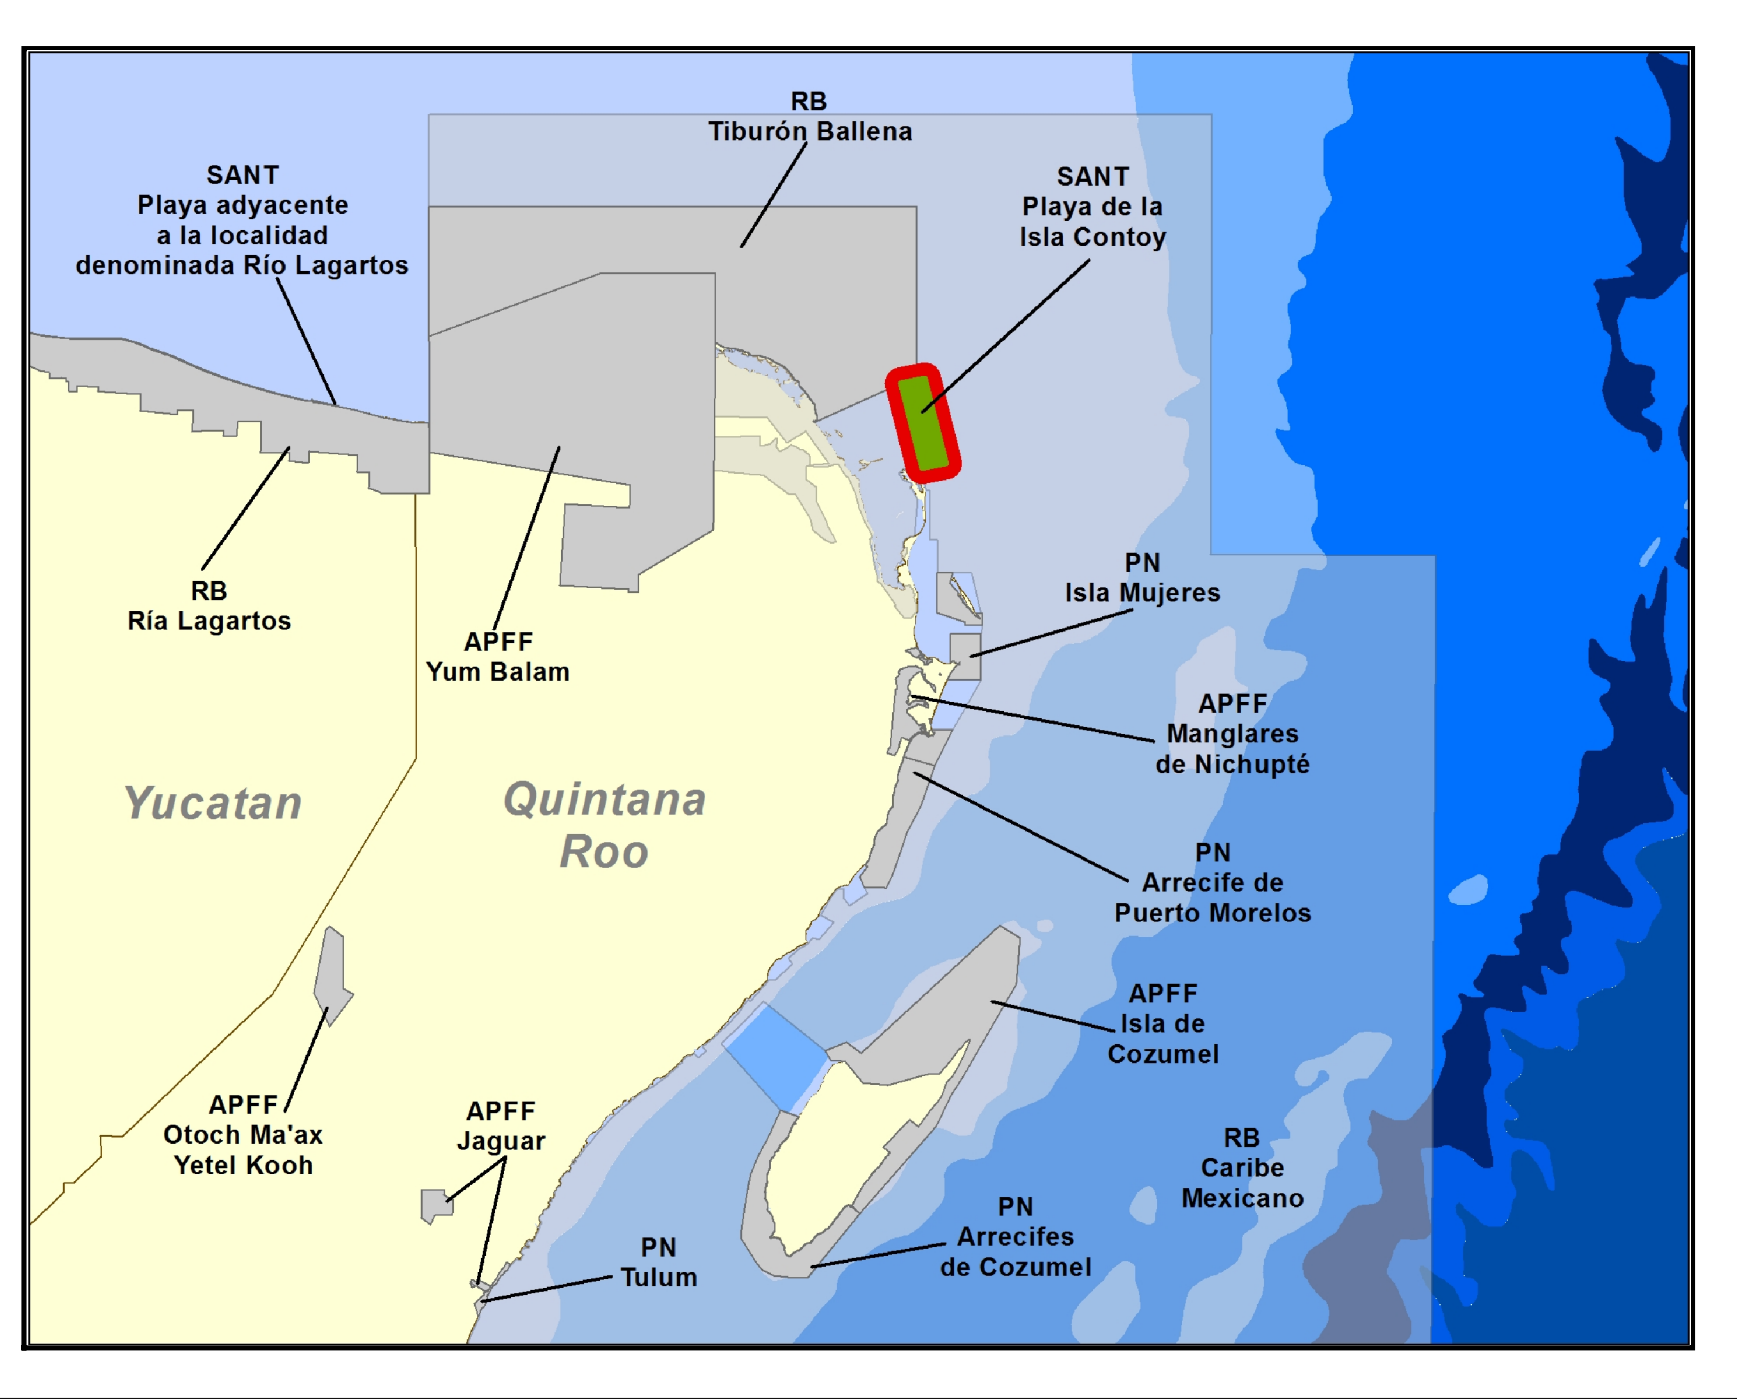 RB
Tiburón Ballena
SANT
Playa adyacente
a la localidad
denominada Río Lagartos
SANT
Playa de la
Isla Contoy
RB
Ría Lagartos
APFF
Yum Balam
PN
Isla Mujeres
APFF
Manglares
de Nichupté
Yucatan
Quintana
Roo
PN
Arrecife de
Puerto Morelos
APFF
Isla de
Cozumel
APFF
Otoch Ma'ax
Yetel Kooh
APFF
Jaguar
RB
Caribe
Mexicano
PN
Arrecifes
de Cozumel
PN
Tulum